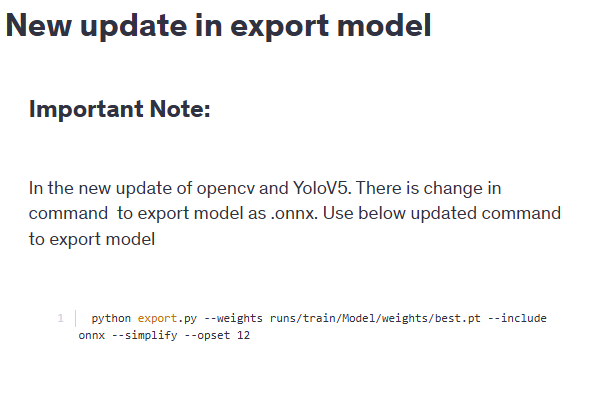 New update in export model
Important Note:
In the new update of opencv and YoloV5. There is change in
command  to export model as .onnx. Use below updated command
to export model
1 python export.py --weights runs/train/Model/weights/best.pt --include
onnx --simplify --opset 12